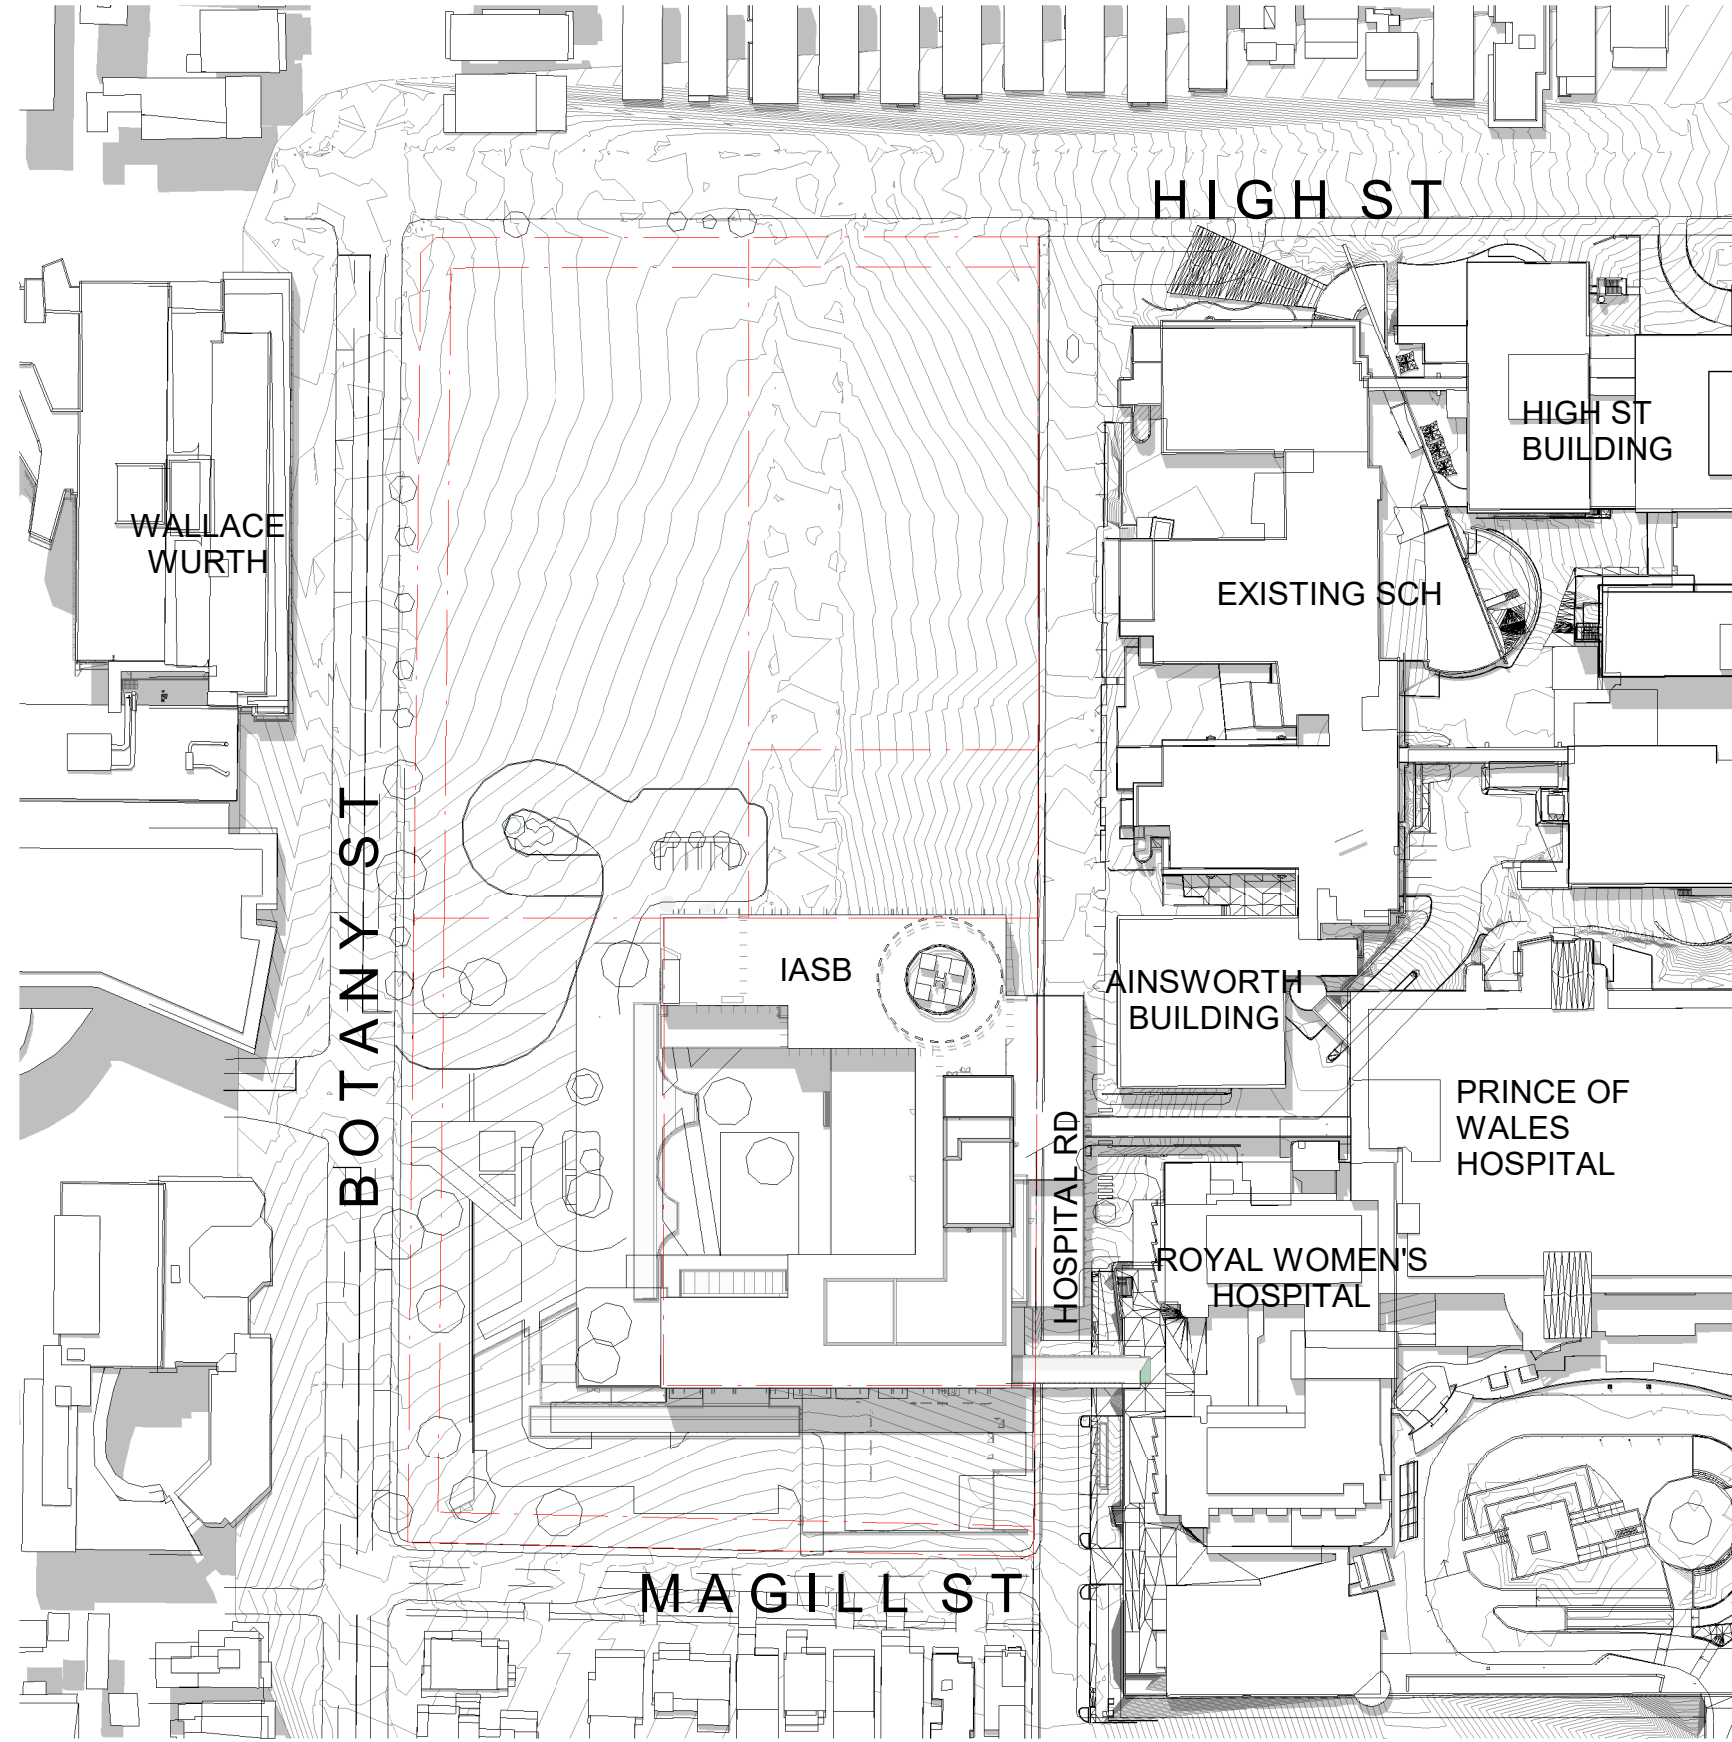 HIGH ST
HIGH ST
BUILDING
WALLACE
WURTH
EXISTING SCH
BOTANY ST
IASB
AINSWORTH
BUILDING
PRINCE OF
WALES
HOSPITAL
HOSPITAL RD
ROYAL WOMEN'S
HOSPITAL
MAGILL ST